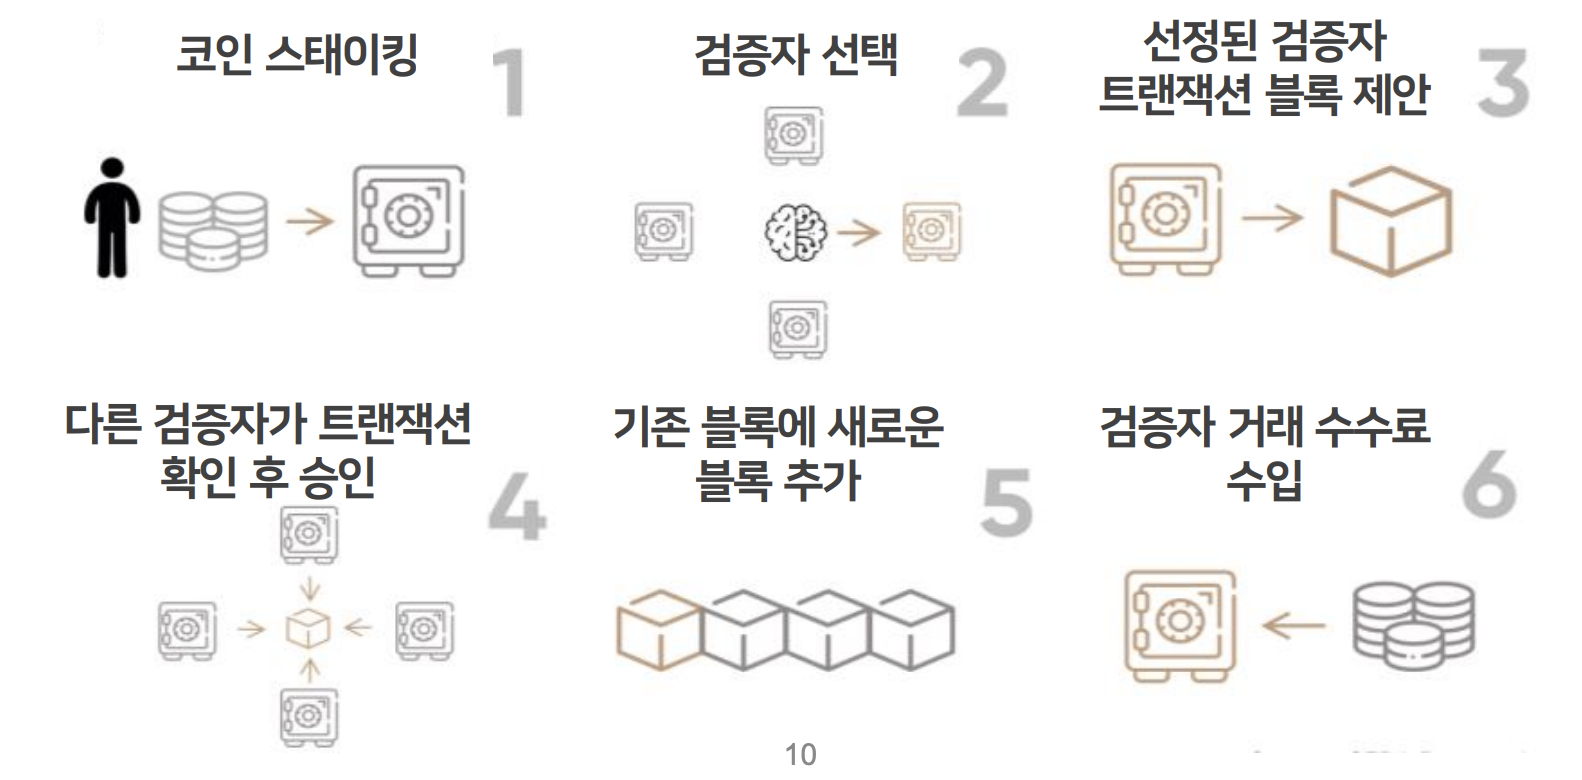 코인 스태이킹
1
검증자 선택
2
선정된 검증자
트랜잭션 블록 제안
3
다른 검증자가 트랜잭션
확인 후 승인
4
기존 블록에 새로운
블록 추가
5
검증자 거래 수수료
수입
6
10